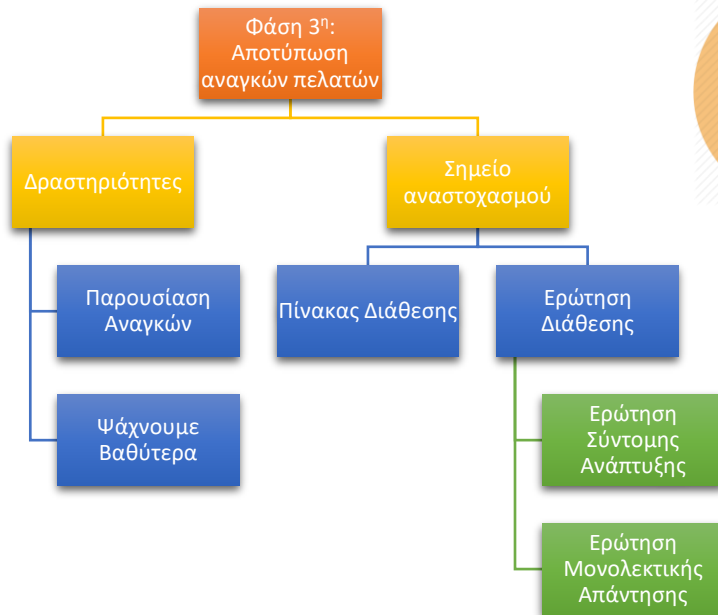 Φάση 3η:
Αποτύπωση
αναγκών πελατών
Δραστηριότητες
Σημείο
αναστοχασμού
Παρουσίαση
Αναγκών
Πίνακας Διάθεσης
Ερώτηση
Διάθεσης
Ψάχνουμε
Βαθύτερα
Ερώτηση
Σύντομης
Ανάπτυξης
Ερώτηση
Μονολεκτικής
Απάντησης